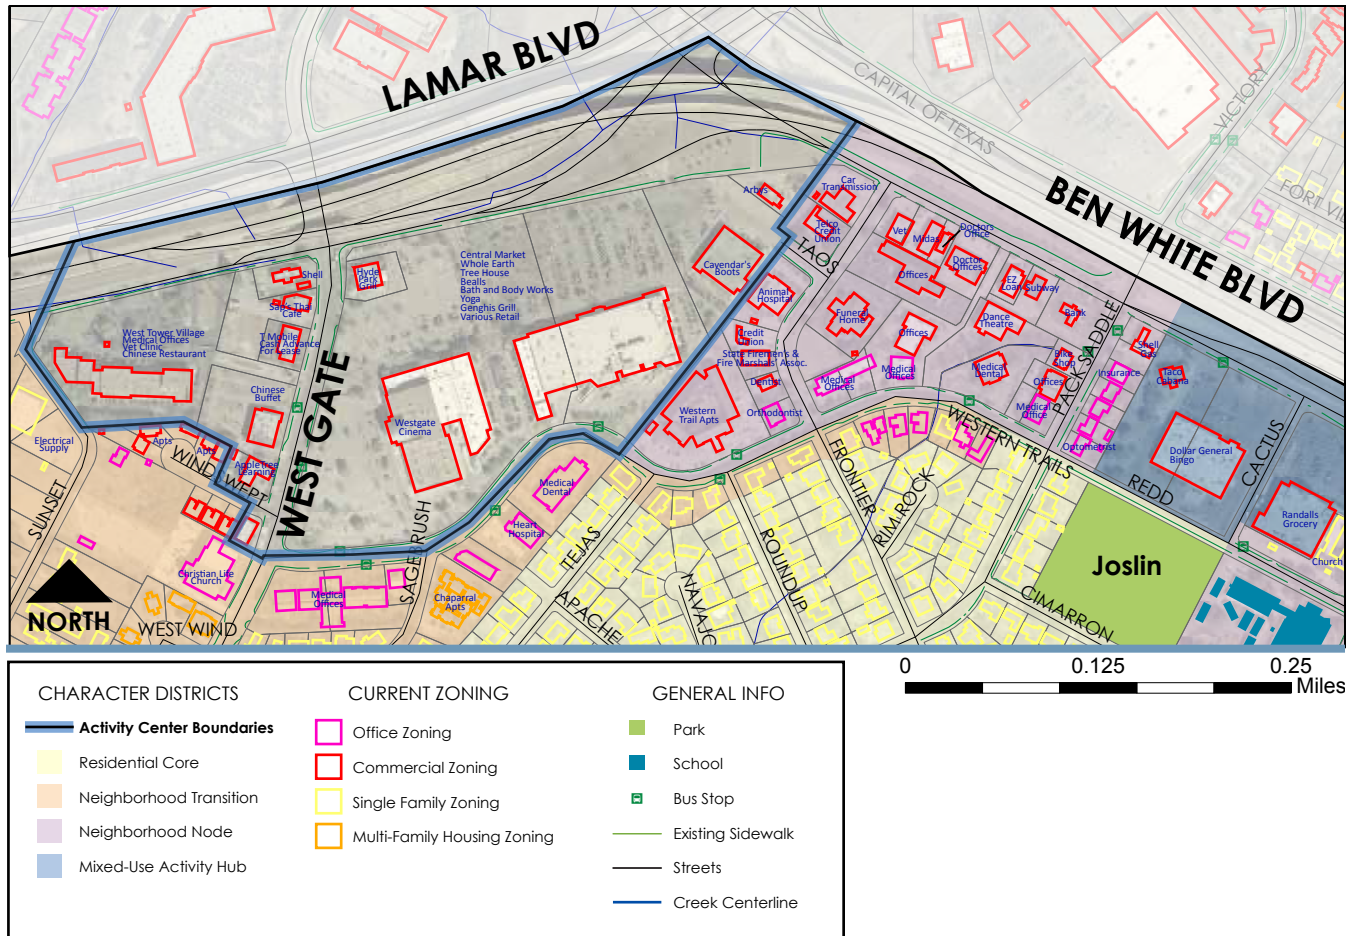 LAMAR BLVD
CAPITAL OF TEXAS
VICTORY
FORT VI
BEN WHITE BLVD
Arbys
Car
Transmission
Telco
Credit
Union
TAOS
Vet
Midas
Doctors
Office
Doctor
Offices
Offices
EZ
Loan
Subway
Bank
Dance
Theatre
Funeral
Home
Offices
Medical
Offices
Medical
Offices
Medical
Dental
Bike
Shop
Offices
Medical
Office
PACKSADDLE
Shell
Gas
Insurance
Taco
Cabana
Optometrist
Dollar General
Bingo
CACTUS
Randalls
Grocery
Church
REDD
WESTERN TRAILS
Central Market
Whole Earth
Tree House
Bealls
Bath and Body Works
Yoga
Genghis Grill
Various Retail
Cavendar's
Boots
Animal
Hospital
Credit
Union
State Firemen's &
Fire Marshals' Assoc.
Dentist
Orthodontist
Western
Trail Apts
Hyde
Park
Grill
Shell
Sap's Thai
Cafe
T Mobile
Cash Advance
For Lease
West Tower Village
Medical Offices
Vet Clinic
Chinese Restaurant
Chinese
Buffet
WEST GATE
Westgate
Cinema
Electrical
Supply
Apts
Apts
Appletree
Learning
WIND WEPT
SUNSET
Christian Life
Church
WEST WIND
Medical
Offices
SAGEBRUSH
Chaparral
Apts
Heart
Hospital
Medical
Dental
TEJAS
APACHE
NAVAJO
ROUNDUP
FRONTIER
RIM ROCK
CIMARRON
Joslin
NORTH
CHARACTER DISTRICTS
Activity Center Boundaries
Residential Core
Neighborhood Transition
Neighborhood Node
Mixed-Use Activity Hub
CURRENT ZONING
Office Zoning
Commercial Zoning
Single Family Zoning
Multi-Family Housing Zoning
GENERAL INFO
Park
School
Bus Stop
Existing Sidewalk
Streets
Creek Centerline
0 0.125 0.25
Miles